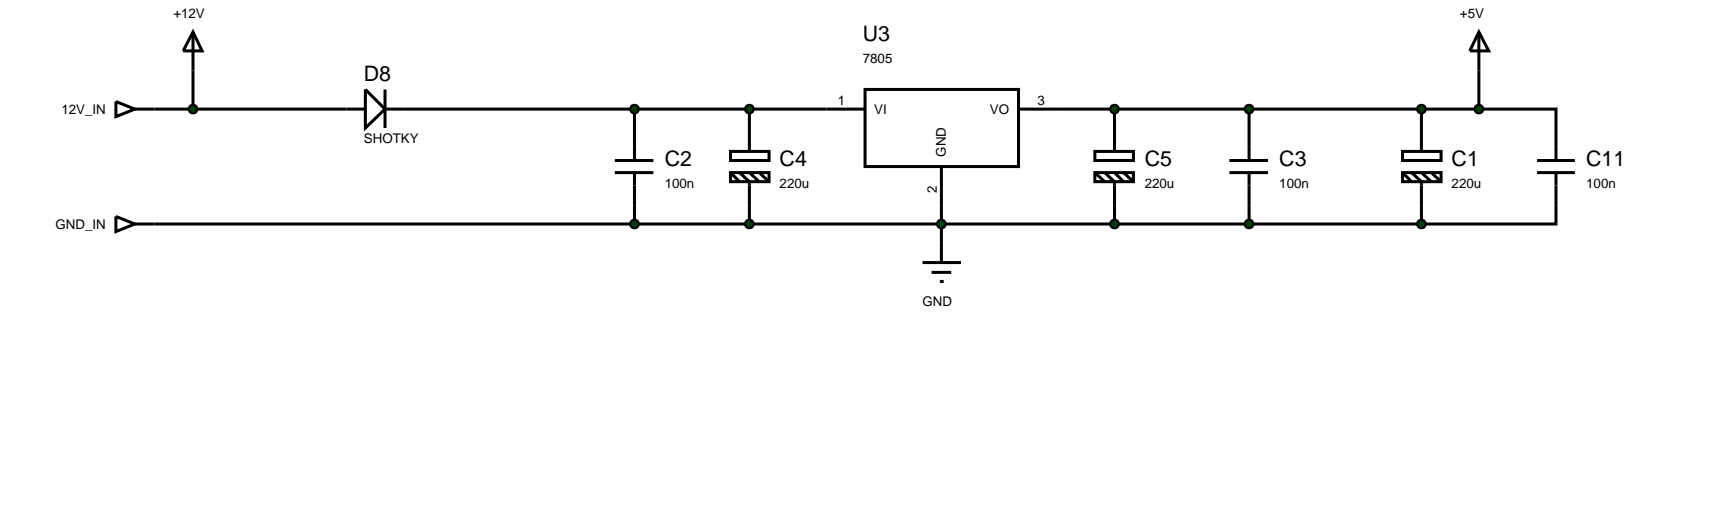 +12V
+5V
U3
7805
D8
12V_IN
SHOTKY
1
VI
VO
3
GND
2
C2
100n
C4
220u
C5
220u
C3
100n
C1
220u
C11
100n
GND_IN
GND